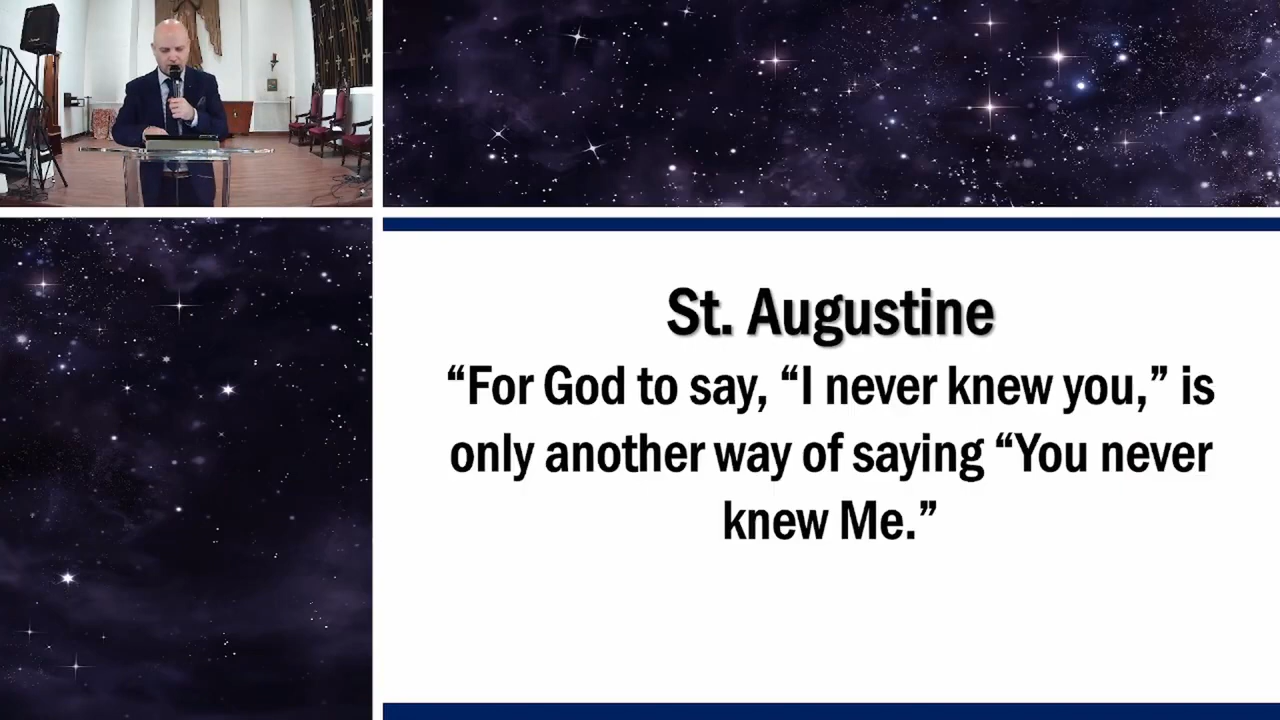 St. Augustine
“For God to say, “I never knew you,” is
only another way of saying “You never
knew Me.”